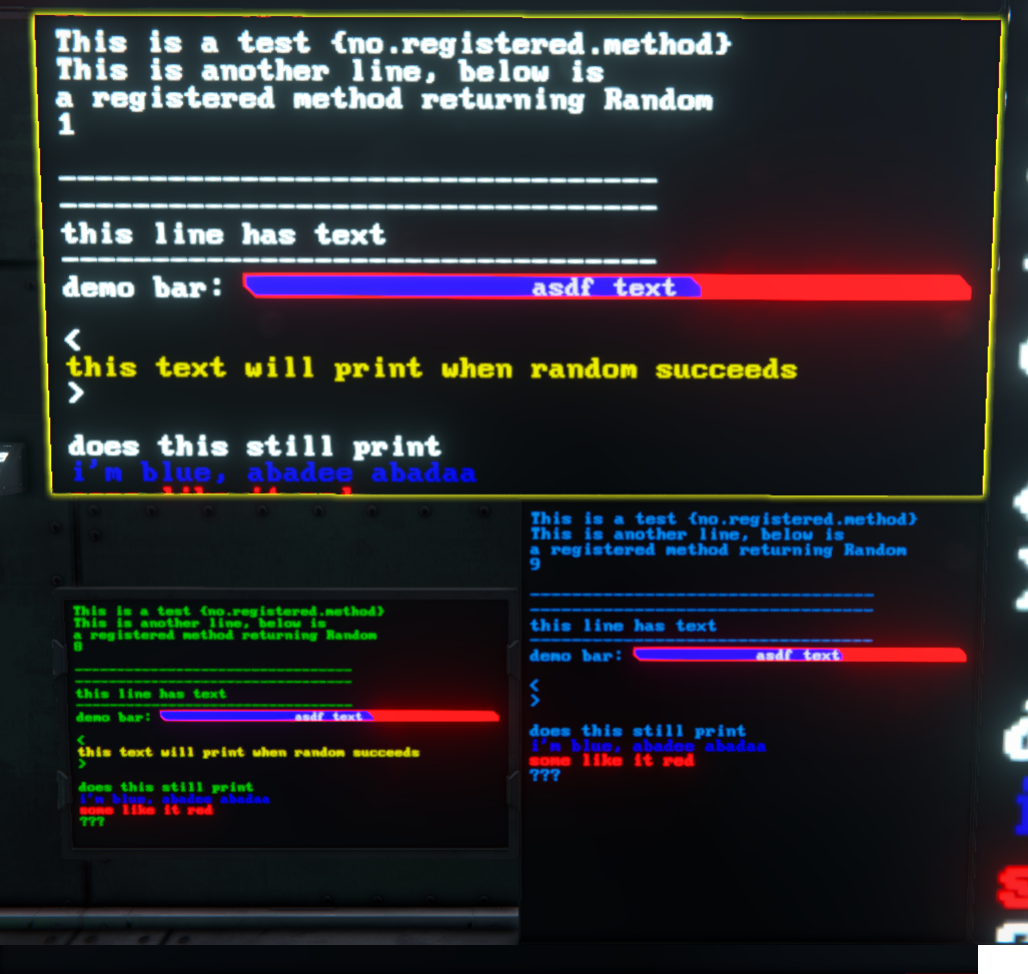 This is a test {no.registered.method}
This is another line, below is
a registered method returning Random
1
---------------------------------
---------------------------------
this line has text
---------------------------------
demo bar: asdf text
<
this text will print when random succeeds
>
does this still print
i'm blue, abadee abadaa
some like it red
This is a test {no.registered.method}
This is another line, below is
a registered method returning Random
0
---------------------------------
---------------------------------
this line has text
---------------------------------
demo bar: asdf text
<
this text will print when random succeeds
>
does this still print
i'm blue, abadee abadaa
some like it red
???
This is a test {no.registered.method}
This is another line, below is
a registered method returning Random
9
---------------------------------
---------------------------------
this line has text
---------------------------------
demo bar: asdf text
<
>
does this still print
i'm blue, abadee abadaa
some like it red
???